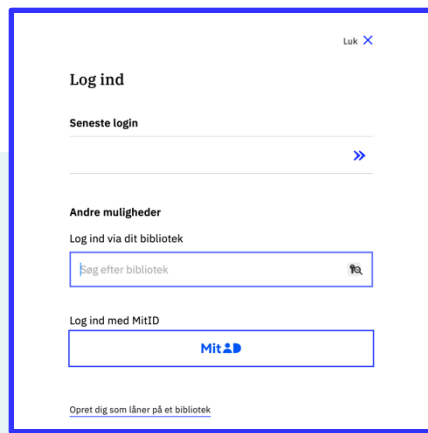 Luk
Log ind
Seneste login
Andre muligheder
Log ind via dit bibliotek
Søg efter bibliotek
Log ind med MitID
Mit
Opret dig som låner på et bibliotek